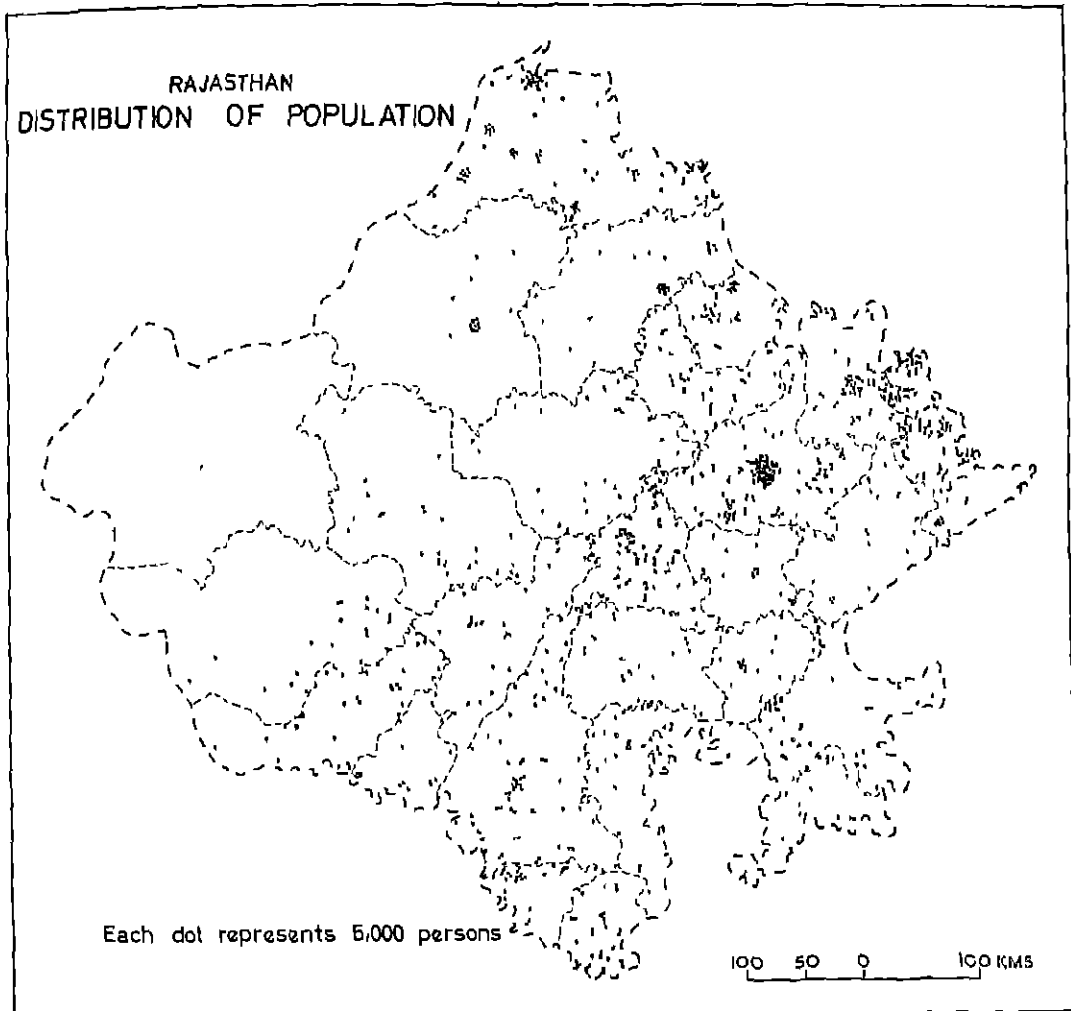 RAJASTHAN
DISTRIBUTION OF POPULATION
Each dot represents 5,000 persons
100 50 0 100 KMS